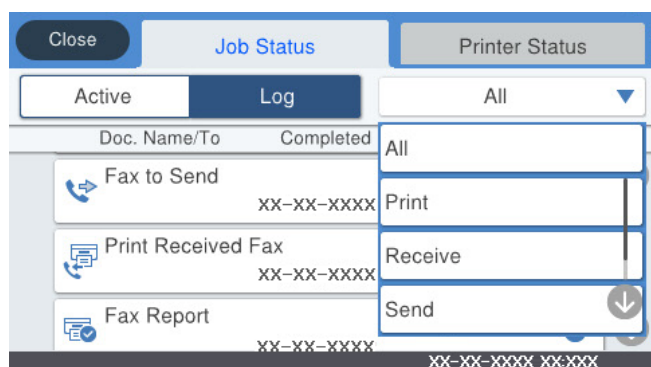 Close Job Status Printer Status
Active Log All
Doc. Name/To Completed
All
Fax to Send
XX-XX-XXXX
Print
Print Received Fax
XX-XX-XXXX
Receive
Fax Report
XX-XX-XXXX
Send
XX-XX-XXXX XX:XXX